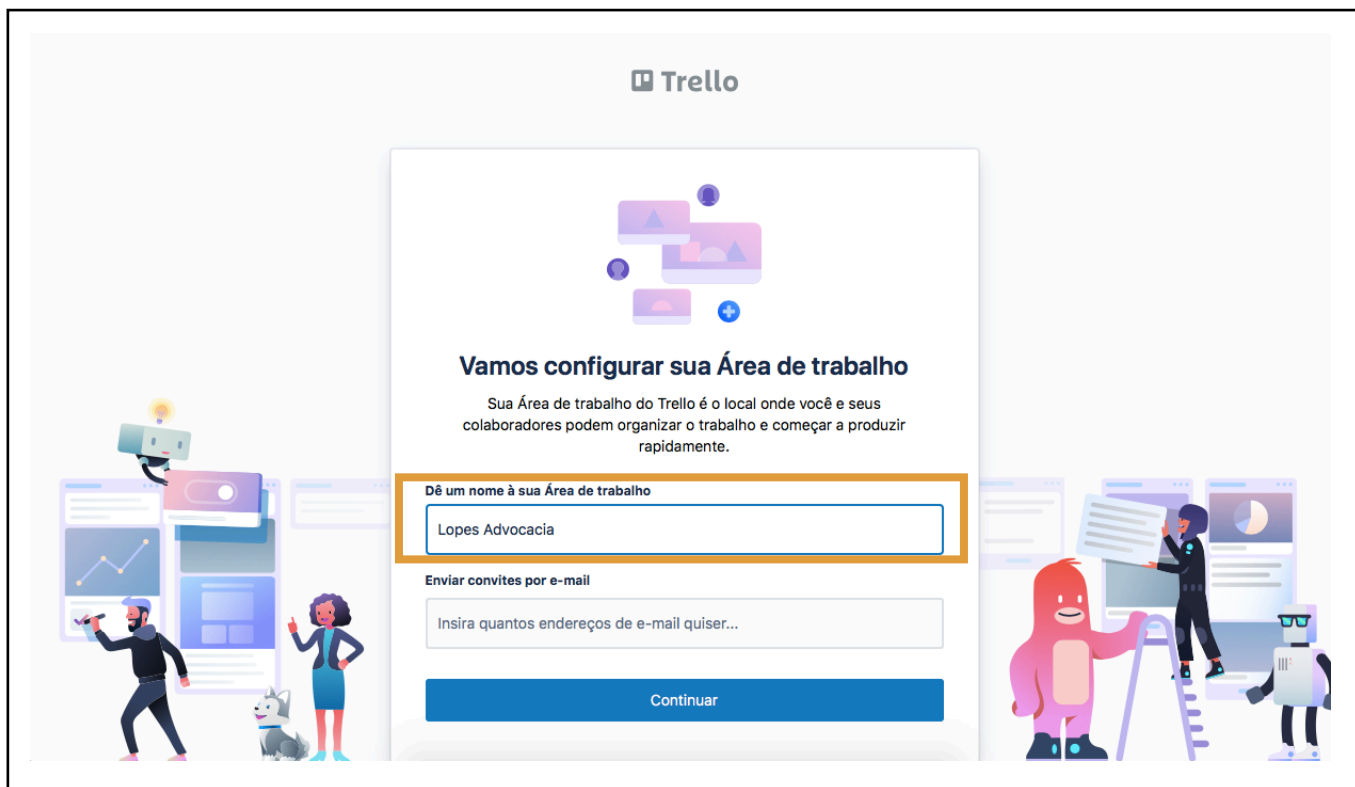 Trello
Vamos configurar sua Área de trabalho
Sua Área de trabalho do Trello é o local onde você e seus
colaboradores podem organizar o trabalho e começar a produzir
rapidamente.
Dê um nome à sua Área de trabalho
Lopes Advocacia
Enviar convites por e-mail
Insira quantos endereços de e-mail quiser...
Continuar